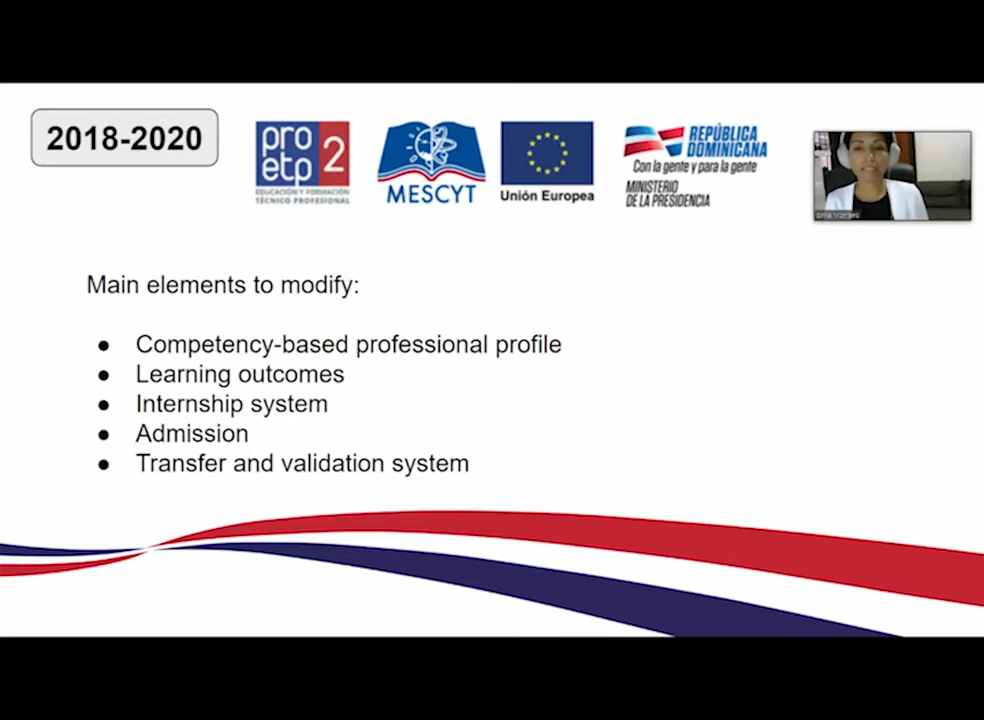 2018-2020
pro
etp 2
EDUCACIÓN Y FORMACIÓN
TÉCNICO PROFESIONAL
MESCYT
Unión Europea
REPÚBLICA
DOMINICANA
Con la gente y para la gente
MINISTERIO
DE LA PRESIDENCIA
Main elements to modify:
● Competency-based professional profile
● Learning outcomes
● Internship system
● Admission
● Transfer and validation system